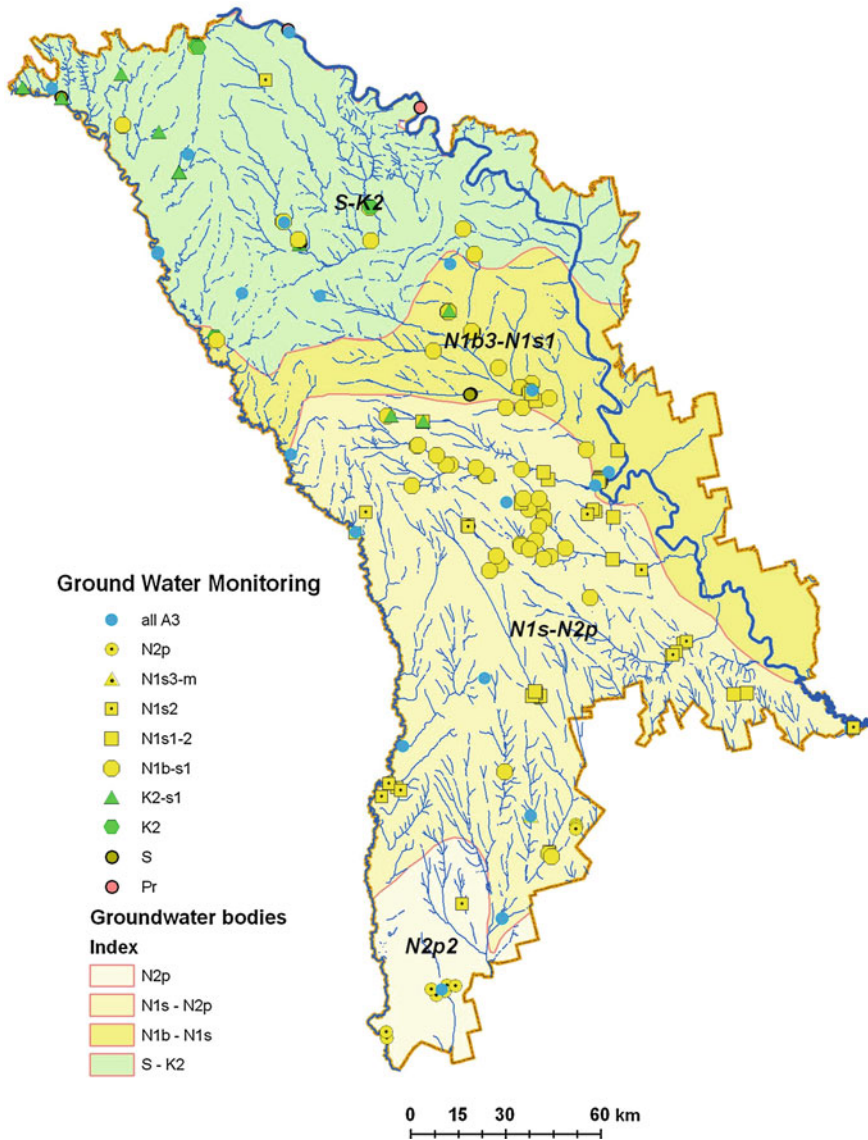 S-K2
N1b3-N1s1
N1s-N2p
N2p2
Ground Water Monitoring
all A3
N2p
N1s3-m
N1s2
N1s1-2
N1b-s1
K2-s1
K2
S
Pr
Groundwater bodies
Index
N2p
N1s - N2p
N1b - N1s
S - K2
0 15 30 60 km